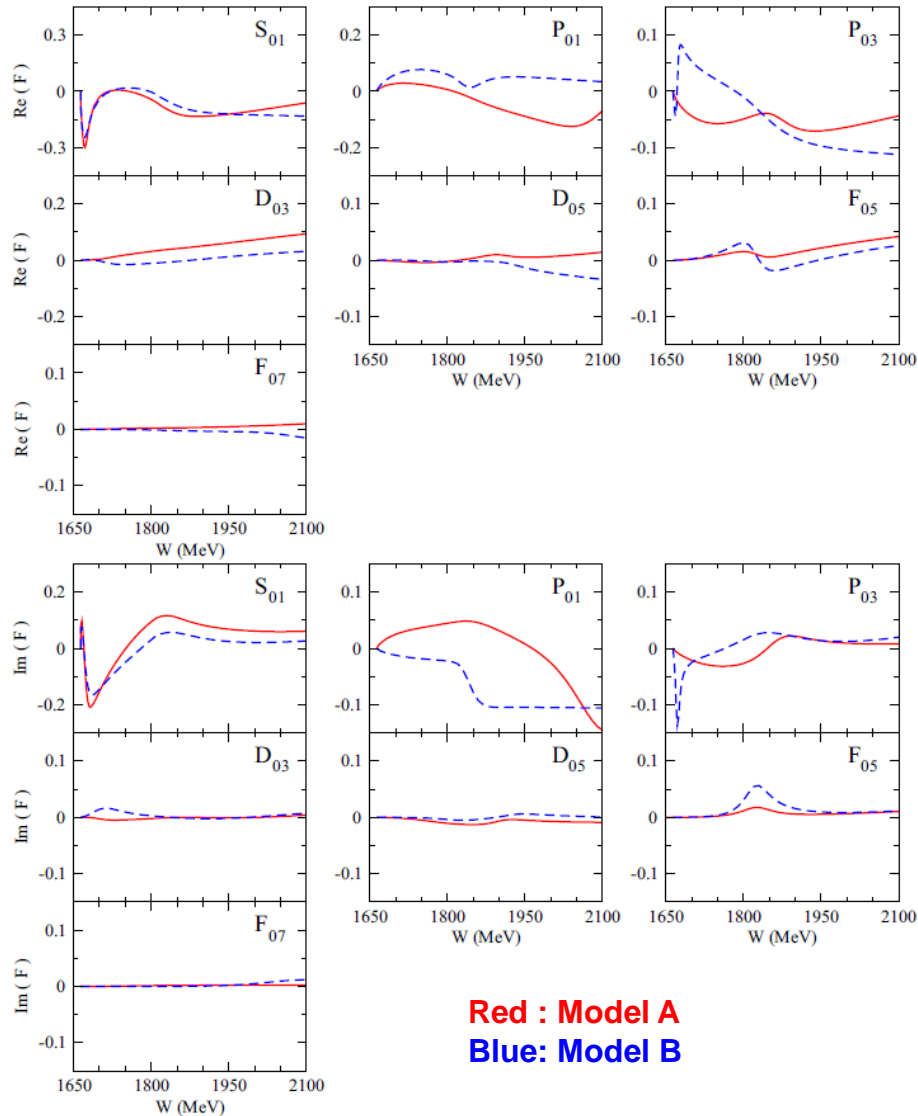 S01 P01 P03
0.3 0.2 0.1
Re ( F )
0 0 0
-0.3 -0.2 -0.1
D03 D05 F05
0.2 0.1 0.1
Re ( F )
0 0 0
-0.2 -0.1 -0.1
1650 1800 1950 2100 1650 1800 1950 2100
W (MeV) W (MeV)
F07
0.1
Re ( F )
0
-0.1
1650 1800 1950 2100
W (MeV)
S01 P01 P03
0.2 0.1 0.1
Im ( F )
0 0 0
-0.2 -0.1 -0.1
D03 D05 F05
0.1 0.1 0.1
Im ( F )
0 0 0
-0.1 -0.1 -0.1
1650 1800 1950 2100 1650 1800 1950 2100
W (MeV) W (MeV)
F07
0.1
Im ( F )
0
-0.1
1650 1800 1950 2100
W (MeV)
Red : Model A
Blue: Model B